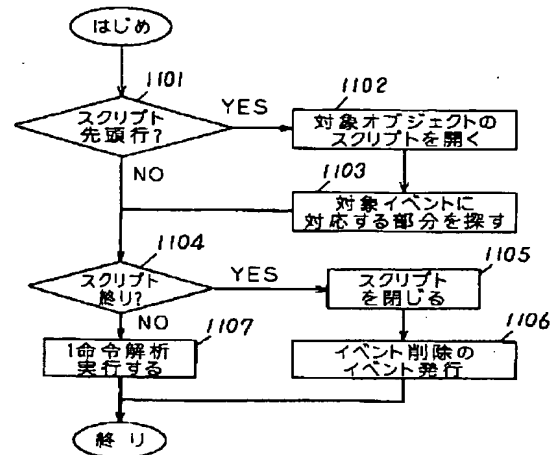 はじめ
1101
スクリプト
先頭行?
YES
1102
対象オブジェクトの
スクリプトを開く
NO
1103
対象イベントに
対応する部分を探す
1104
スクリプト
終り?
YES
1105
スクリプト
を閉じる
NO
1107
1命令解析
実行する
1106
イベント削除の
イベント発行
終り